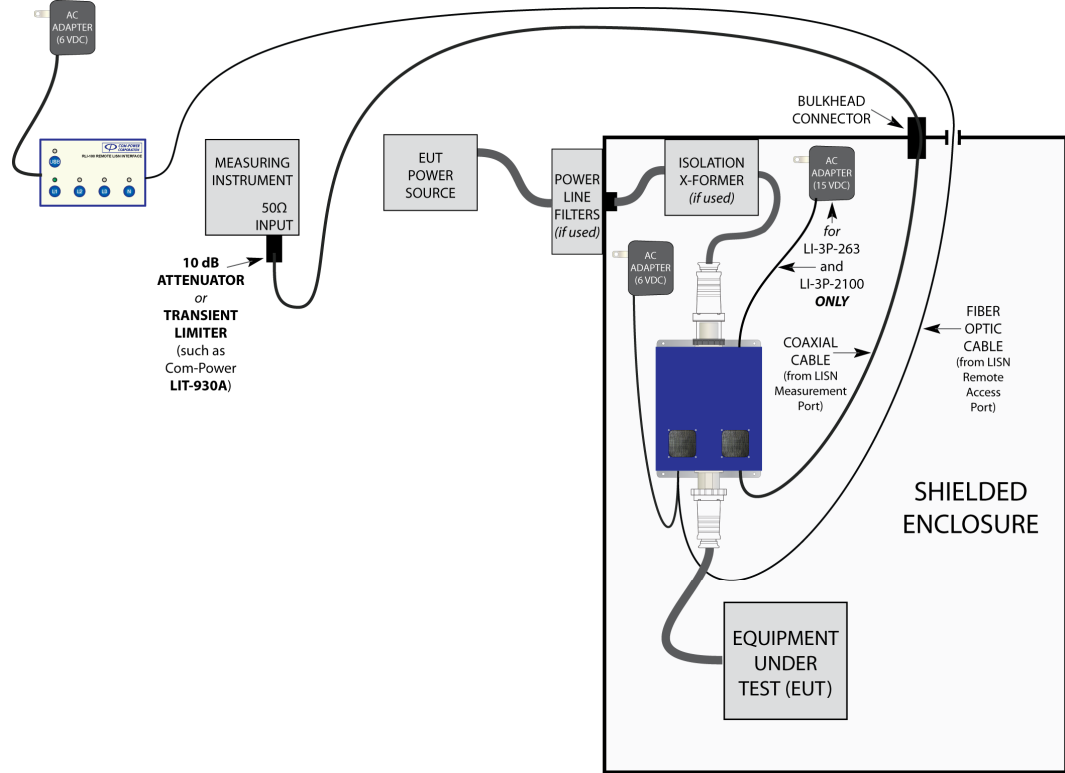 AC
ADAPTER
(6 VDC)
COM-POWER
CORPORATION
RLI-100 REMOTE LISN INTERFACE
L1
L2
L3
N
MEASURING
INSTRUMENT
50Ω
INPUT
10 dB
ATTENUATOR
or
TRANSIENT
LIMITER
(such as
Com-Power
LIT-930A)
EUT
POWER
SOURCE
POWER
LINE
FILTERS
(if used)
ISOLATION
X-FORMER
(if used)
BULKHEAD
CONNECTOR
AC
ADAPTER
(15 VDC)
for
LI-3P-263
and
LI-3P-2100
ONLY
AC
ADAPTER
(6 VDC)
COAXIAL
CABLE
(from LISN
Measurement
Port)
FIBER
OPTIC
CABLE
(from LISN
Remote
Access
Port)
SHIELDED
ENCLOSURE
EQUIPMENT
UNDER
TEST (EUT)